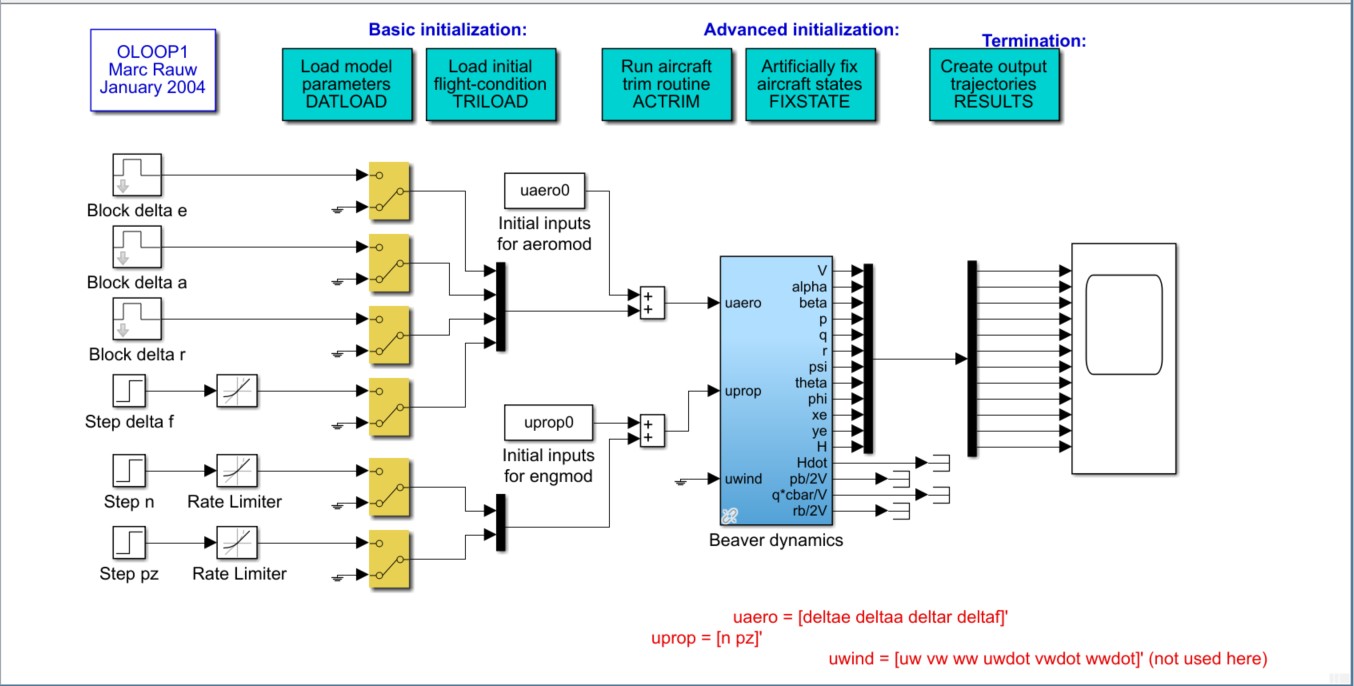 Basic initialization:
Advanced initialization:
Termination:
OLOOP1
Marc Rauw
January 2004
Load model
parameters
DATLOAD
Load initial
flight-condition
TRILOAD
Run aircraft
trim routine
ACTRIM
Artificially fix
aircraft states
FIXSTATE
Create output
trajectories
RESULTS
Block delta e
Block delta a
Block delta r
Step delta f
Step n
Rate Limiter
Step pz
Rate Limiter
uaero0
Initial inputs
for aeromod
+
+
uprop0
Initial inputs
for engmod
+
+
uaero
uprop
uwind
V
alpha
beta
p
q
r
psi
theta
phi
xe
ye
H
Hdot
pb/2V
q*cbar/V
rb/2V
Beaver dynamics
uaero = [deltae deltaa deltar deltaf]'
uprop = [n pz]'
uwind = [uw vw ww uwdot vwdot wwdot]' (not used here)